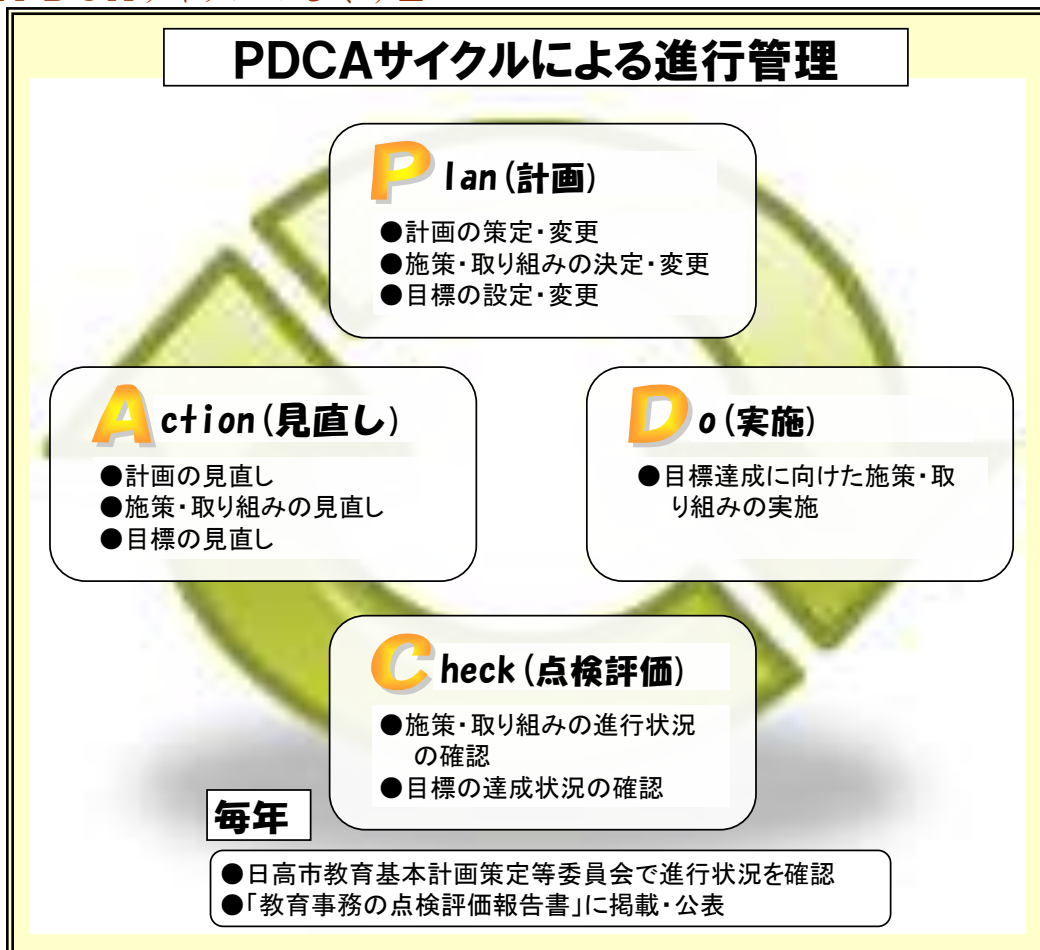 PDCAサイクルによる進行管理
Plan(計画)
●計画の策定・変更
●施策・取り組みの決定・変更
●目標の設定・変更
Action(見直し)
●計画の見直し
●施策・取り組みの見直し
●目標の見直し
Do(実施)
●目標達成に向けた施策・取
り組みの実施
Check(点検評価)
●施策・取り組みの進行状況
の確認
●目標の達成状況の確認
毎年
●日高市教育基本計画策定等委員会で進行状況を確認
●「教育事務の点検評価報告書」に掲載・公表